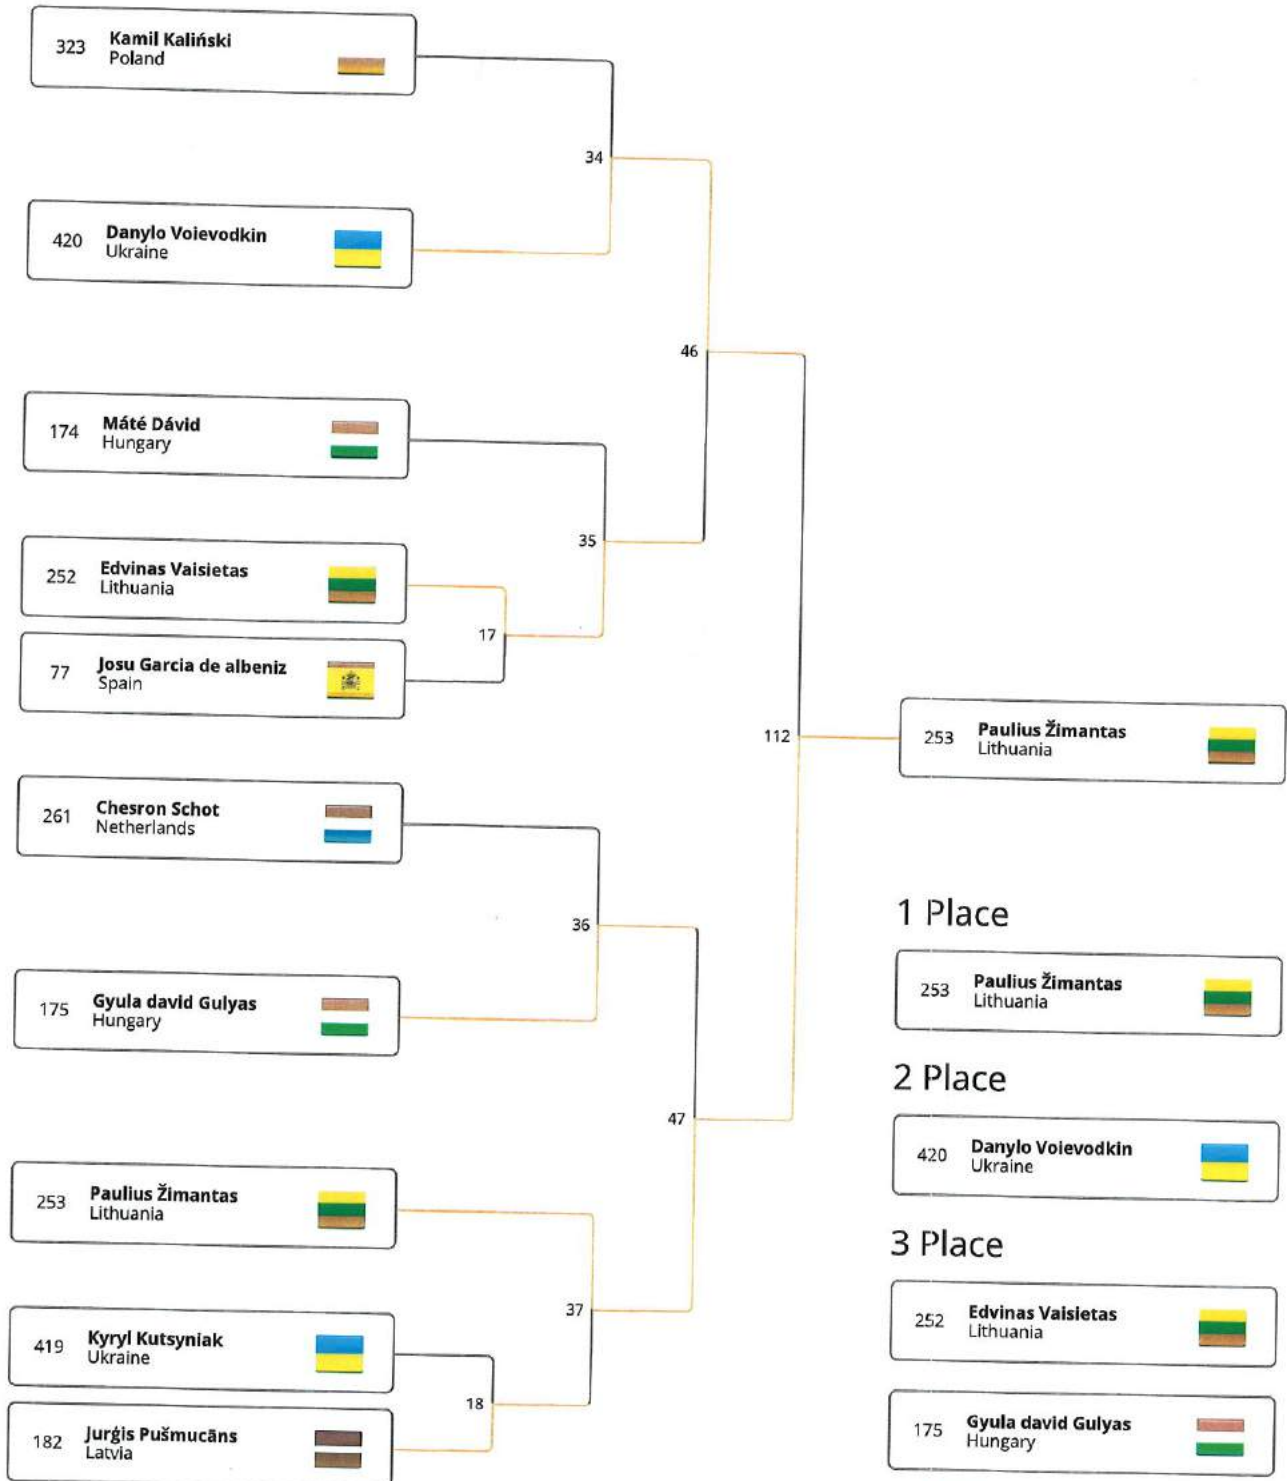 323
Kamil Kaliński
Poland
34
420
Danylo Voievodkin
Ukraine
46
174
Máté Dávid
Hungary
35
252
Edvinas Vaisietas
Lithuania
17
77
Josu Garcia de albeniz
Spain
112
253
Paulius Žimantas
Lithuania
261
Chesron Schot
Netherlands
36
175
Gyula david Gulyas
Hungary
47
253
Paulius Žimantas
Lithuania
37
419
Kyryl Kutsyniak
Ukraine
18
182
Jurģis Pušmucāns
Latvia
1 Place
253
Paulius Žimantas
Lithuania
2 Place
420
Danylo Voievodkin
Ukraine
3 Place
252
Edvinas Vaisietas
Lithuania
175
Gyula david Gulyas
Hungary